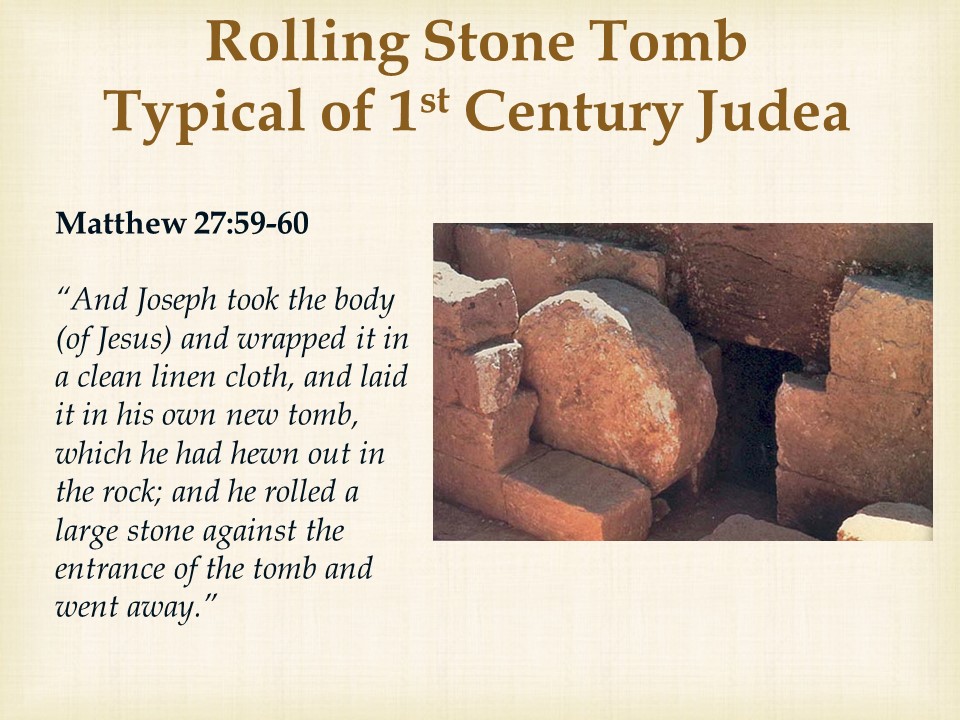 Rolling Stone Tomb
Typical of 1st Century Judea
Matthew 27:59-60
“And Joseph took the body
(of Jesus) and wrapped it in
a clean linen cloth, and laid
it in his own new tomb,
which he had hewn out in
the rock; and he rolled a
large stone against the
entrance of the tomb and
went away.”